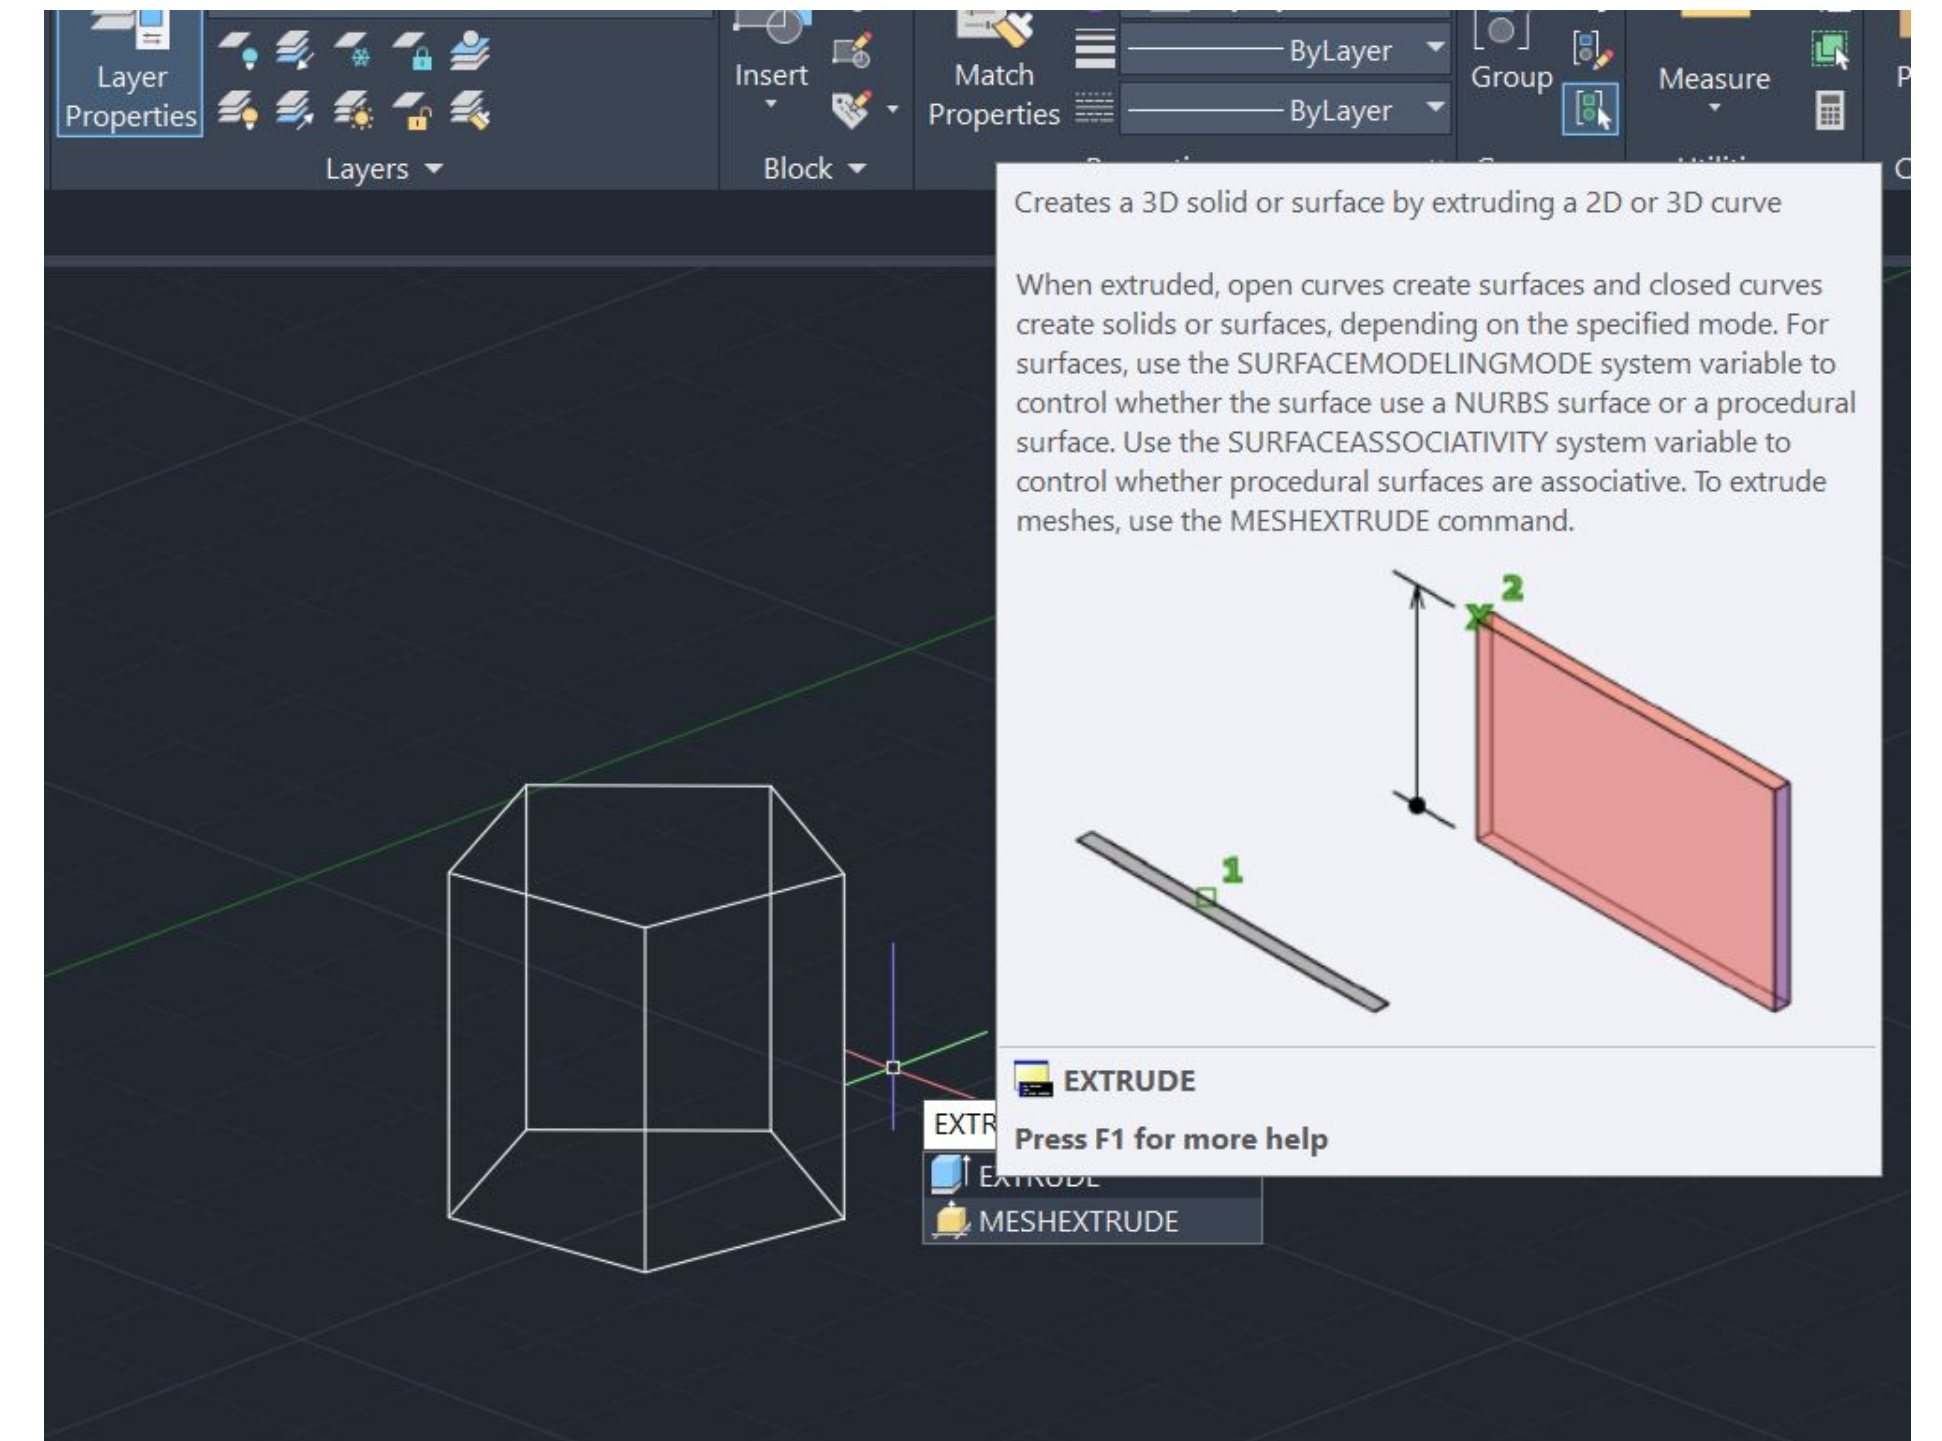 Layer
Properties
Layers
Insert
Block
Match
Properties
ByLayer
ByLayer
Group
Measure
P
Creates a 3D solid or surface by extruding a 2D or 3D curve
When extruded, open curves create surfaces and closed curves
create solids or surfaces, depending on the specified mode. For
surfaces, use the SURFACEMODELINGMODE system variable to
control whether the surface use a NURBS surface or a procedural
surface. Use the SURFACEASSOCIATIVITY system variable to
control whether procedural surfaces are associative. To extrude
meshes, use the MESHEXTRUDE command.
2
1
EXTRUDE
Press F1 for more help
EXTR
EXTRUDE
MESHEXTRUDE